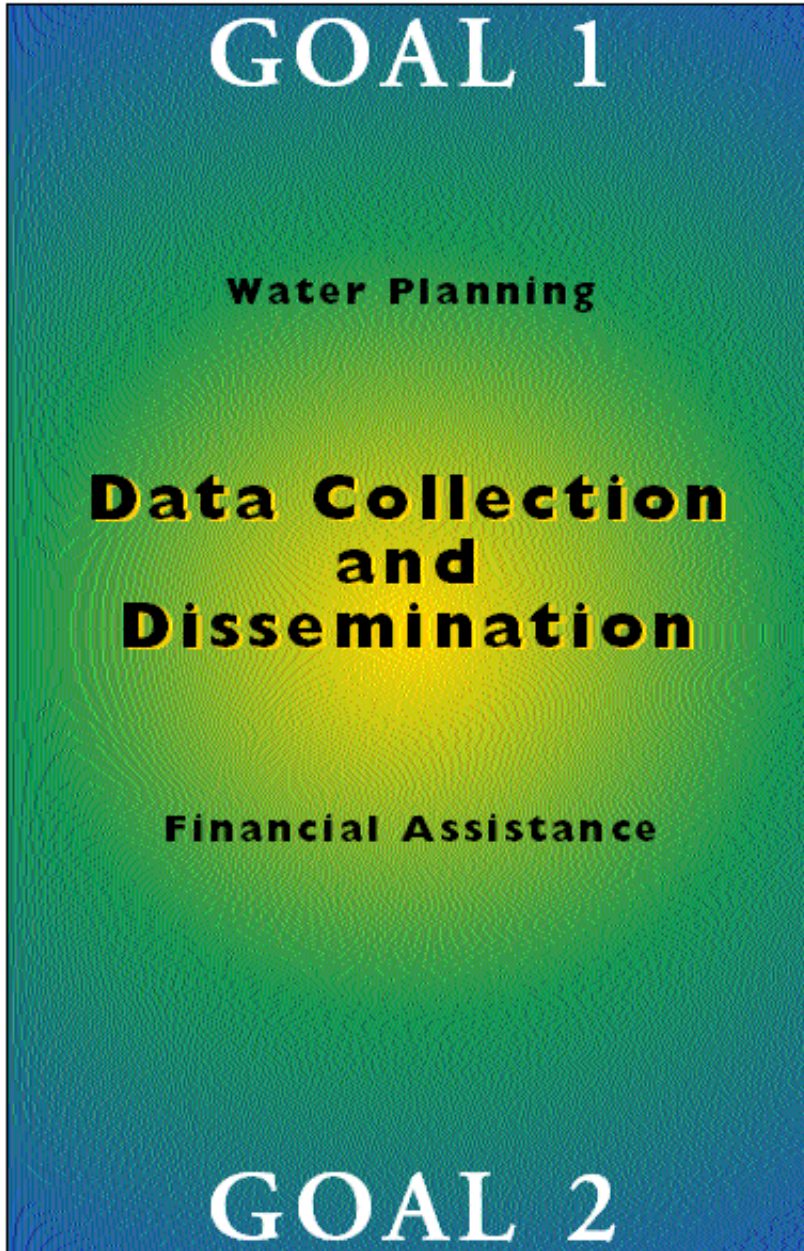 GOAL 1
Water Planning
Data Collection
and
Dissemination
Financial Assistance
GOAL 2